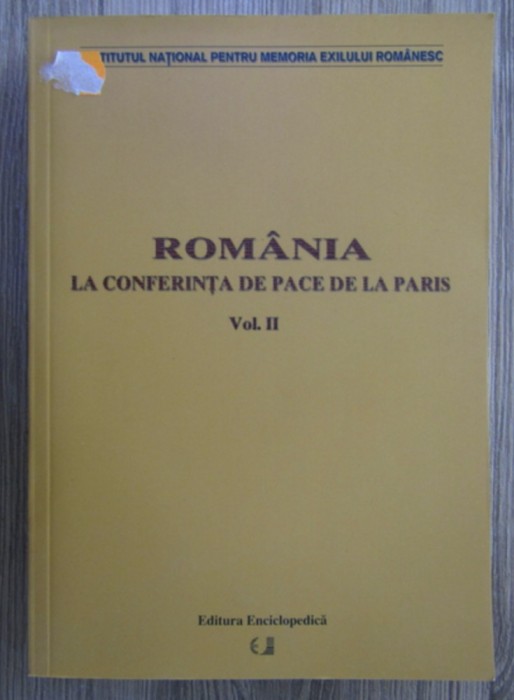 TITUTUL NAȚIONAL PENTRU MEMORIA EXILULUI ROMÂNESC
ROMÂNIA
LA CONFERINȚA DE PACE DE LA PARIS
Vol. II
Editura Enciclopedică